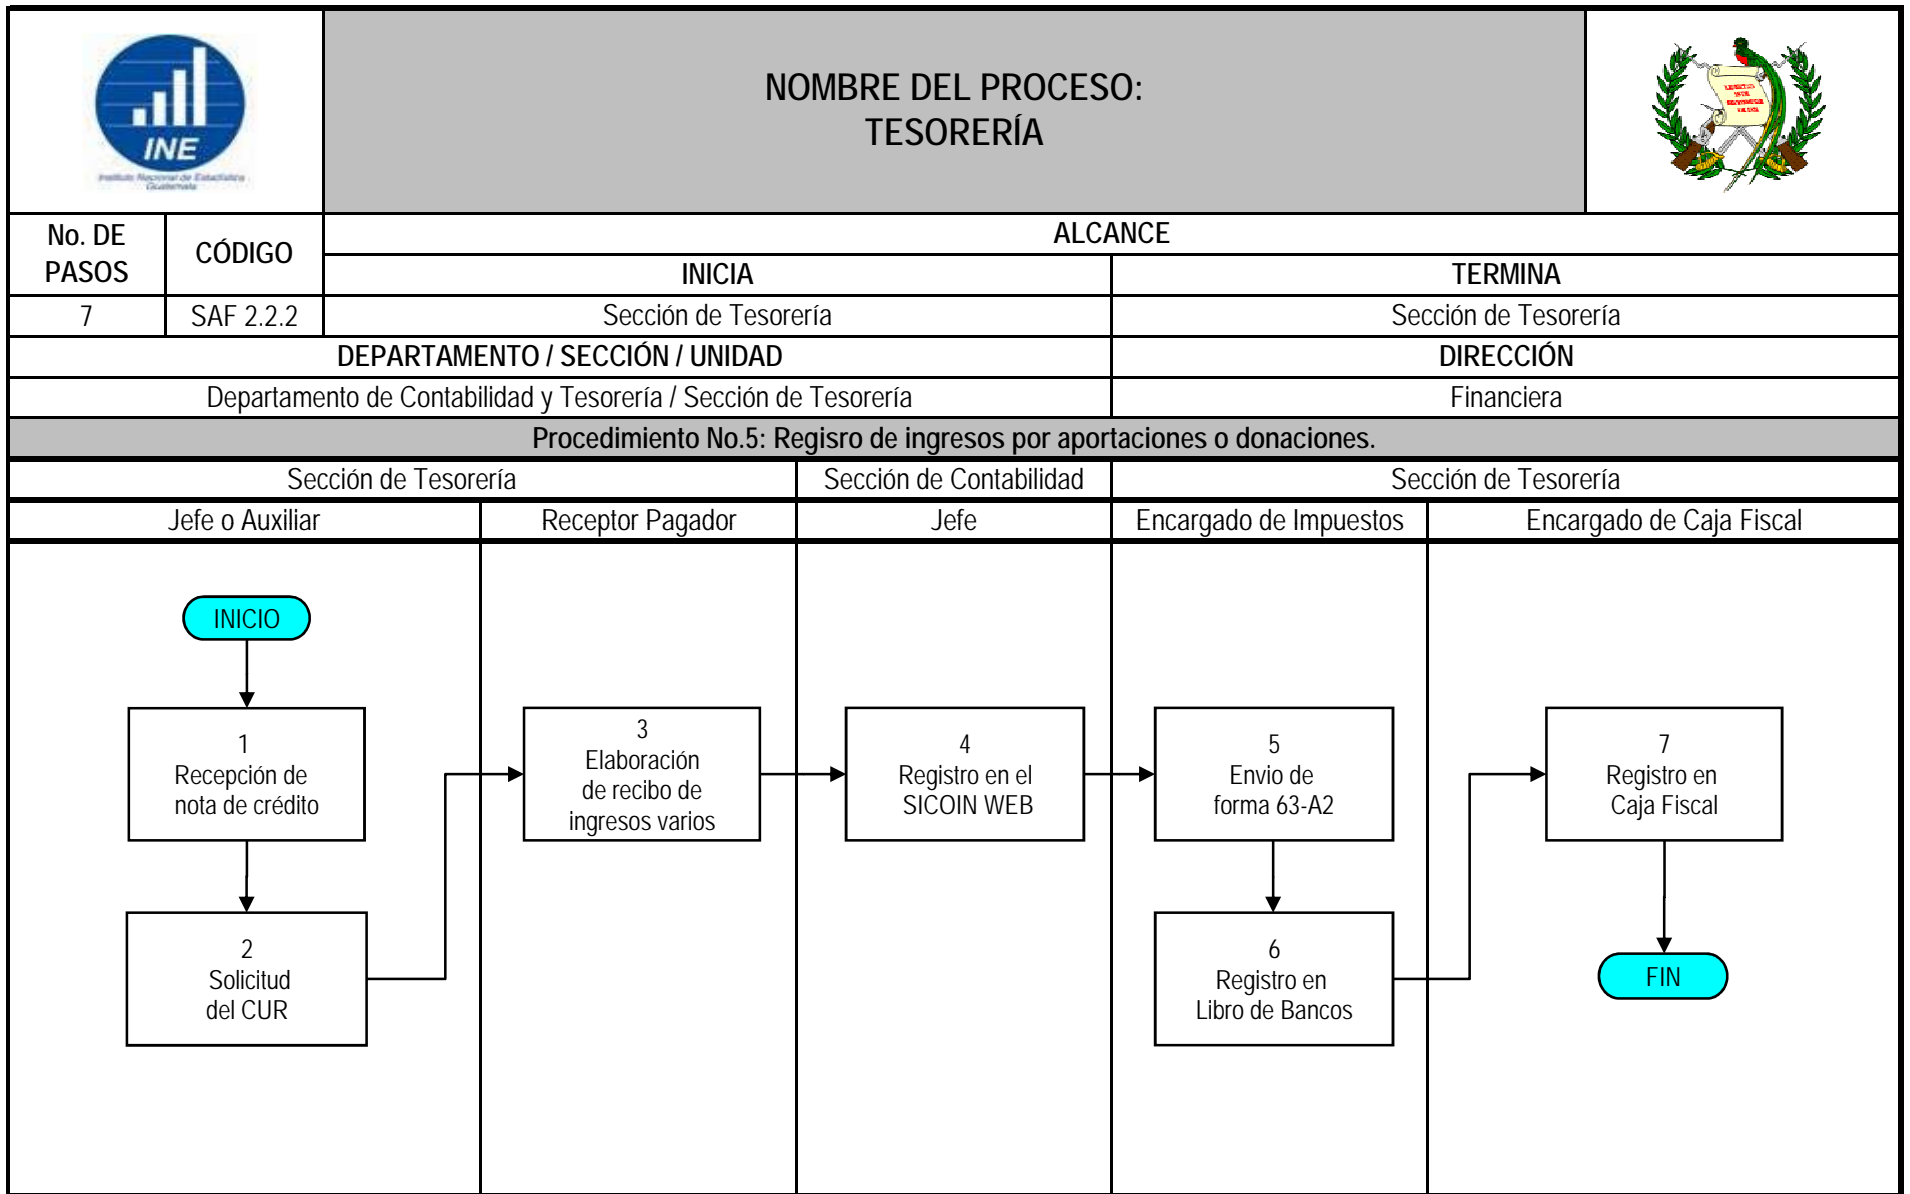 INE
Instituto Nacional de Estadística
Guatemala
NOMBRE DEL PROCESO:
TESORERÍA
No. DE
PASOS
CÓDIGO
ALCANCE
INICIA
TERMINA
7
SAF 2.2.2
Sección de Tesorería
Sección de Tesorería
DEPARTAMENTO / SECCIÓN / UNIDAD
DIRECCIÓN
Departamento de Contabilidad y Tesorería / Sección de Tesorería
Financiera
Procedimiento No.5: Regisro de ingresos por aportaciones o donaciones.
Sección de Tesorería
Sección de Contabilidad
Sección de Tesorería
Jefe o Auxiliar
Receptor Pagador
Jefe
Encargado de Impuestos
Encargado de Caja Fiscal
INICIO
1
Recepción de
nota de crédito
2
Solicitud
del CUR
3
Elaboración
de recibo de
ingresos varios
4
Registro en el
SICOIN WEB
5
Envio de
forma 63-A2
6
Registro en
Libro de Bancos
7
Registro en
Caja Fiscal
FIN